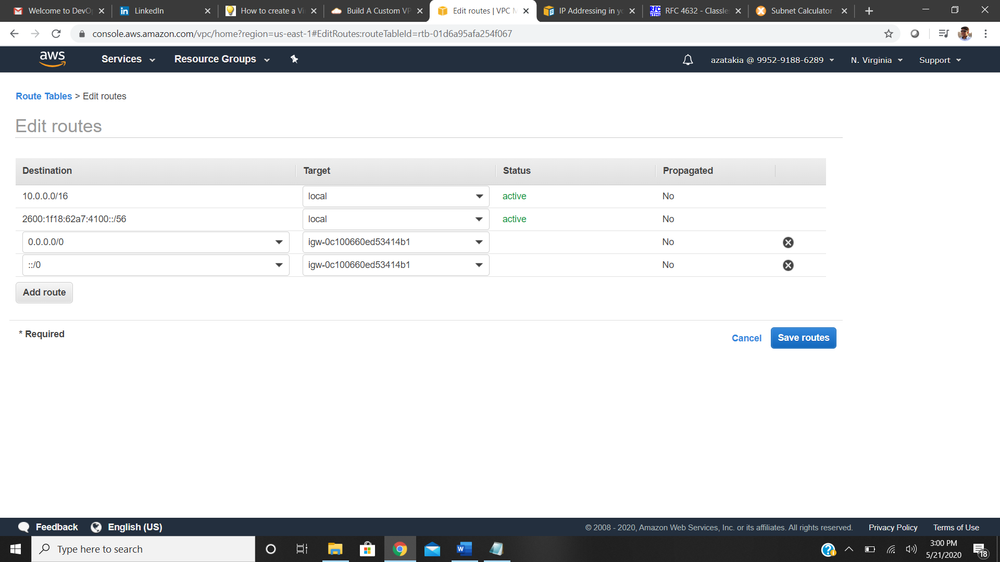 Welcome to DevO
LinkedIn
How to create a Vi
Build A Custom VP
Edit routes | VPC M
IP Addressing in yo
RFC 4632 - Classle
Subnet Calculator
console.aws.amazon.com/vpc/home?region=us-east-1#EditRoutes:routeTableId=rtb-01d6a95afa254f067
aws Services Resource Groups azatakia @ 9952-9188-6289 N. Virginia Support
Route Tables > Edit routes
Edit routes
Destination Target Status Propagated
10.0.0.0/16 local active No
2600:1f18:62a7:4100::/56 local active No
0.0.0.0/0 igw-0c100660ed53414b1 No
::/0 igw-0c100660ed53414b1 No
Add route
* Required
Cancel Save routes
Feedback English (US) © 2008 - 2020, Amazon Web Services, Inc. or its affiliates. All rights reserved. Privacy Policy Terms of Use
Type here to search
3:00 PM
5/21/2020
18